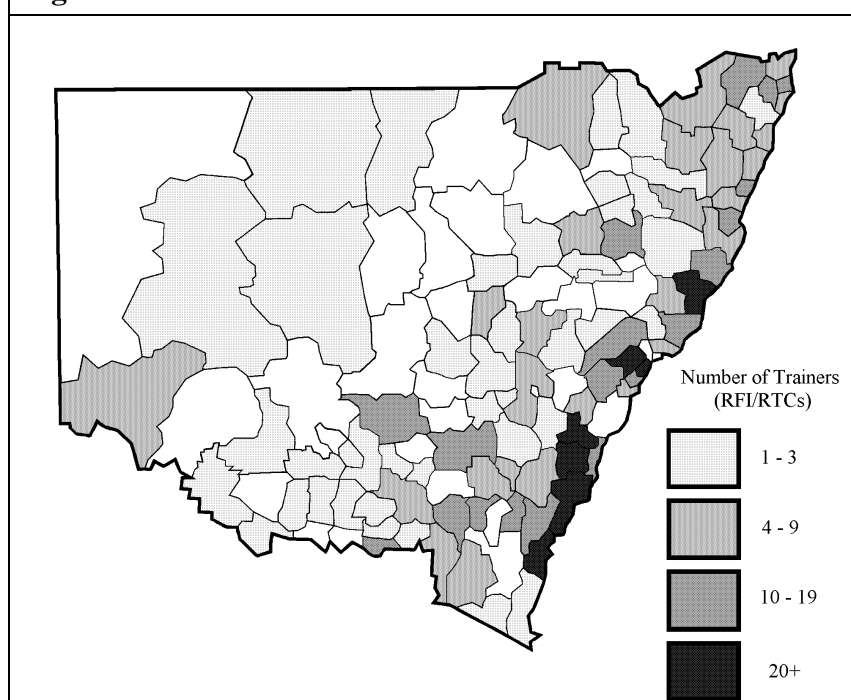 Number of Trainers
(RFI/RTCs)
1 - 3
4 - 9
10 - 19
20+